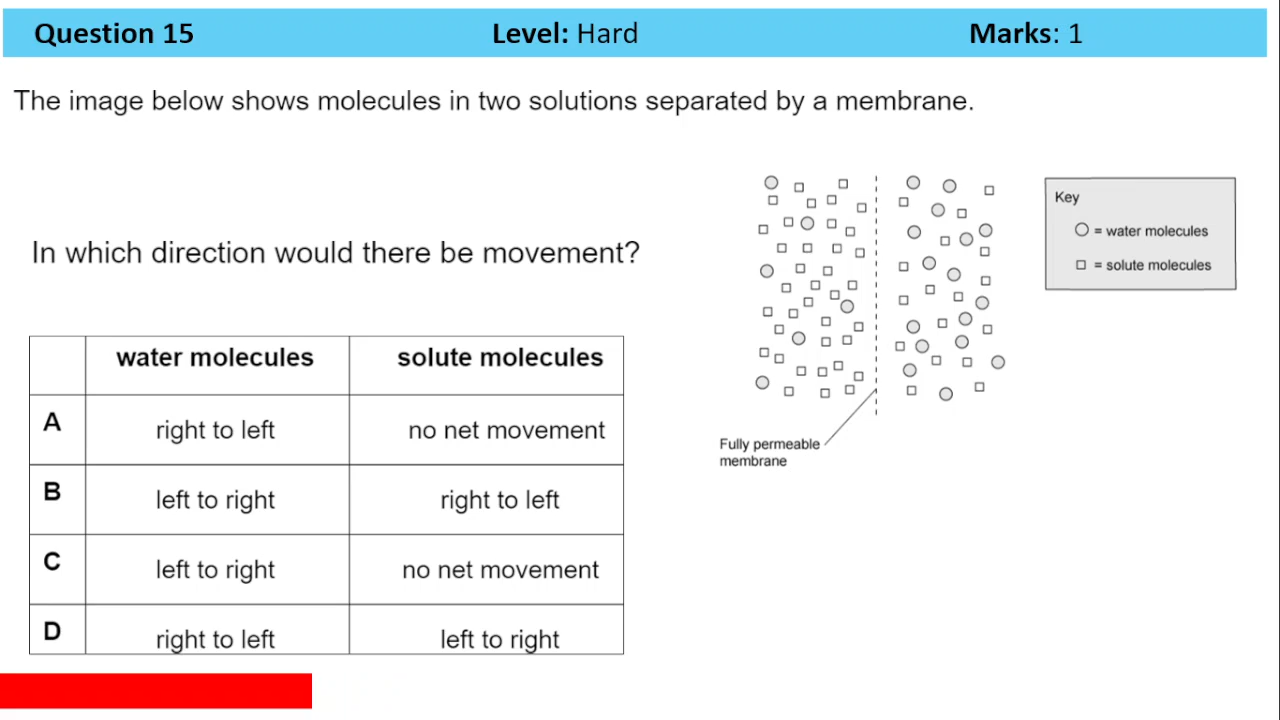 Question 15 Level: Hard Marks: 1
The image below shows molecules in two solutions separated by a membrane.
Key
= water molecules
= solute molecules
In which direction would there be movement?
Fully permeable
membrane
water molecules solute molecules
A right to left no net movement
B left to right right to left
C left to right no net movement
D right to left left to right